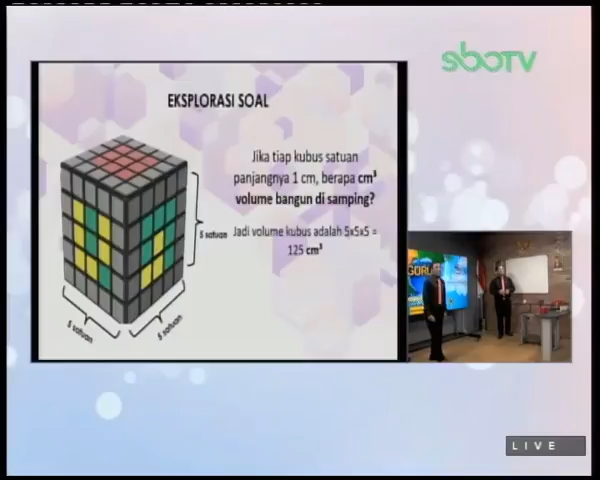 sboTV
EKSPLORASI SOAL
Jika tiap kubus satuan
panjangnya 1 cm, berapa cm³
volume bangun di samping?
Jadi volume kubus adalah 5x5x5 =
125 cm³
5 satuan
5 satuan
5 satuan
GURU
LIVE